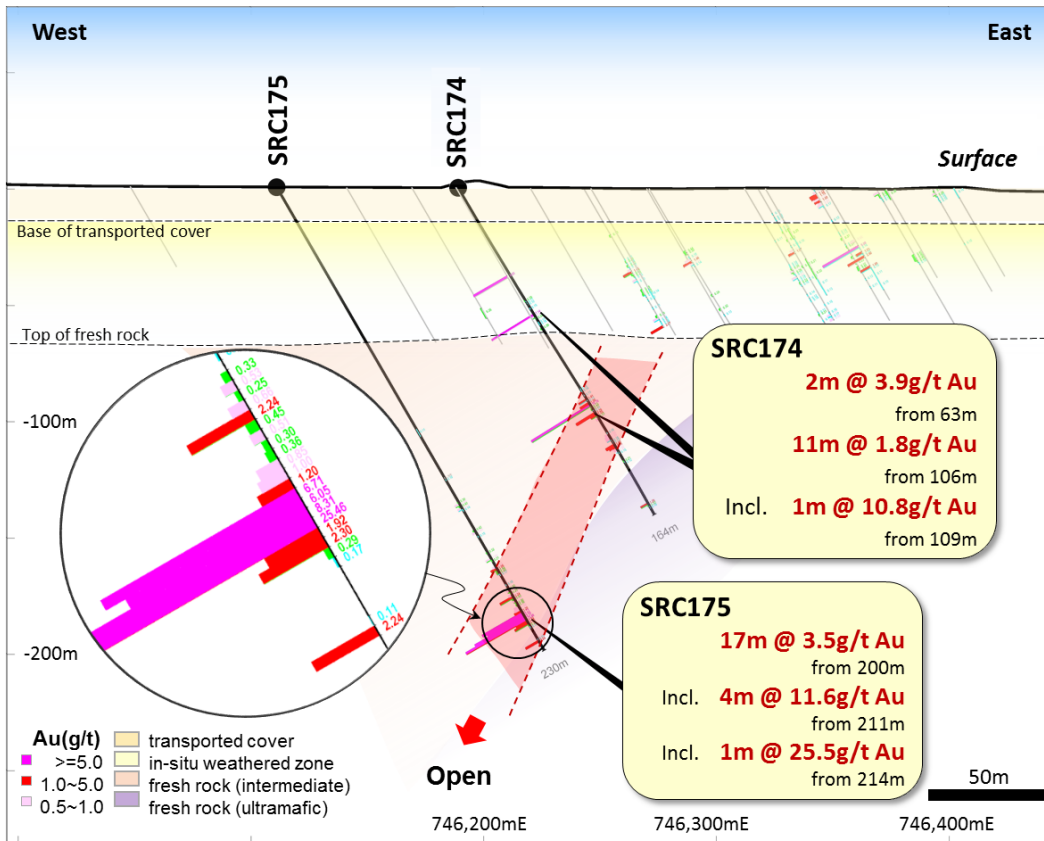 West
East
SRC175
SRC174
Surface
Base of transported cover
Top of fresh rock
-100m
-200m
0.33
0.25
2.24
0.45
0.30
0.36
1.20
6.71
6.05
8.31
25.46
1.92
2.30
0.29
0.17
0.11
2.24
164m
230m
SRC174
2m @ 3.9g/t Au
from 63m
11m @ 1.8g/t Au
from 106m
Incl. 1m @ 10.8g/t Au
from 109m
SRC175
17m @ 3.5g/t Au
from 200m
Incl. 4m @ 11.6g/t Au
from 211m
Incl. 1m @ 25.5g/t Au
from 214m
Open
Au(g/t)
>=5.0
1.0~5.0
0.5~1.0
transported cover
in-situ weathered zone
fresh rock (intermediate)
fresh rock (ultramafic)
50m
746,200mE
746,300mE
746,400mE